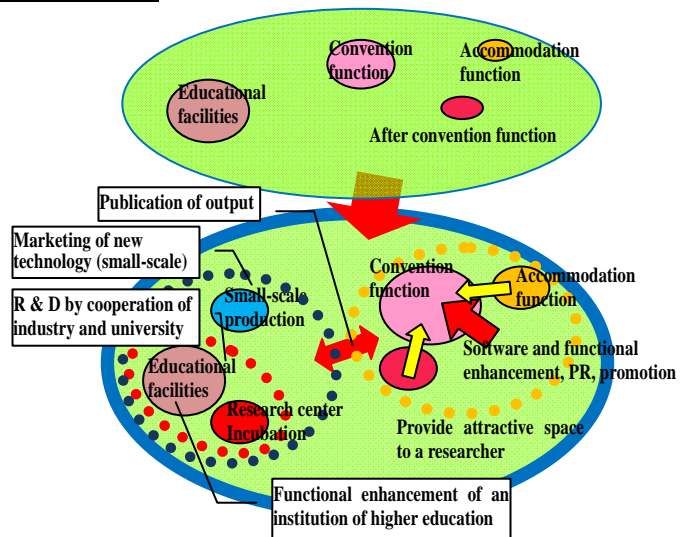 Convention
function
Accommodation
function
Educational
facilities
After convention function
Publication of output
Marketing of new
technology (small-scale)
R & D by cooperation of
industry and university
Small-scale
production
Convention
function
Accommodation
function
Educational
facilities
Software and functional
enhancement, PR, promotion
Research center
Incubation
Provide attractive space
to a researcher
Functional enhancement of an
institution of higher education